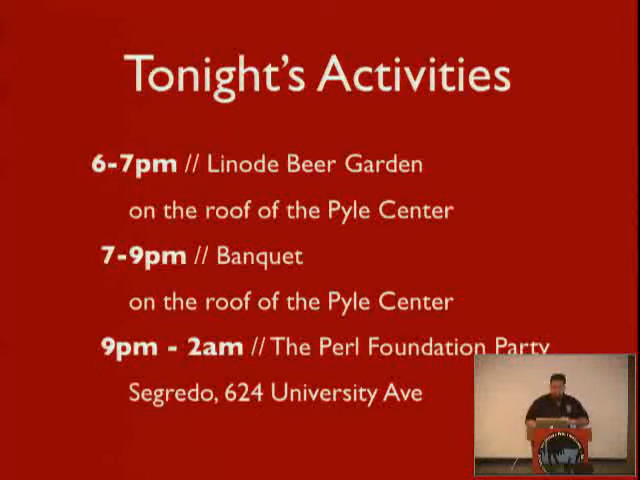 Tonight's Activities
6-7pm // Linode Beer Garden
on the roof of the Pyle Center
7-9pm // Banquet
on the roof of the Pyle Center
9pm - 2am // The Perl Foundation Party
Segredo, 624 University Ave